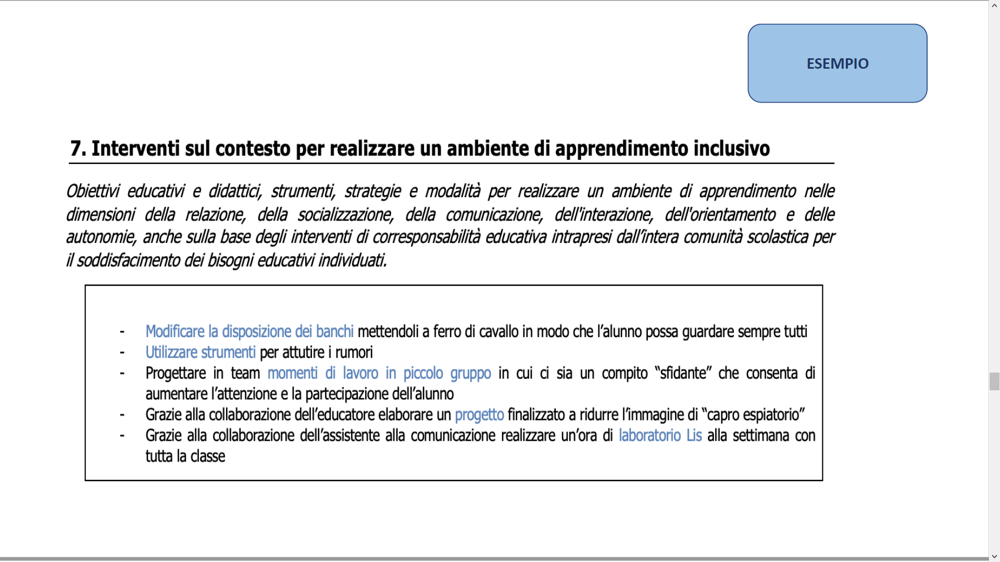 ESEMPIO
7. Interventi sul contesto per realizzare un ambiente di apprendimento inclusivo
Obiettivi educativi e didattici, strumenti, strategie e modalità per realizzare un ambiente di apprendimento nelle
dimensioni della relazione, della socializzazione, della comunicazione, dell'interazione, dell'orientamento e delle
autonomie, anche sulla base degli interventi di corresponsabilità educativa intrapresi dall’intera comunità scolastica per
il soddisfacimento dei bisogni educativi individuati.
- Modificare la disposizione dei banchi mettendoli a ferro di cavallo in modo che l’alunno possa guardare sempre tutti
- Utilizzare strumenti per attutire i rumori
- Progettare in team momenti di lavoro in piccolo gruppo in cui ci sia un compito “sfidante” che consenta di
aumentare l’attenzione e la partecipazione dell’alunno
- Grazie alla collaborazione dell’educatore elaborare un progetto finalizzato a ridurre l’immagine di “capro espiatorio”
- Grazie alla collaborazione dell’assistente alla comunicazione realizzare un’ora di laboratorio Lis alla settimana con
tutta la classe